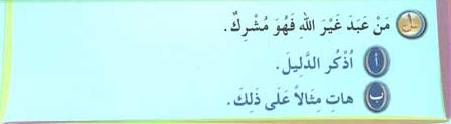 ل مَنْ عَبَدَ غَيْرَ اللهِ فَهُوَ مُشْرِكٌ.
أ اُذْكُرِ الدَّلِيلَ.
ب هَاتِ مِثَالاً عَلَى ذَلِكَ.